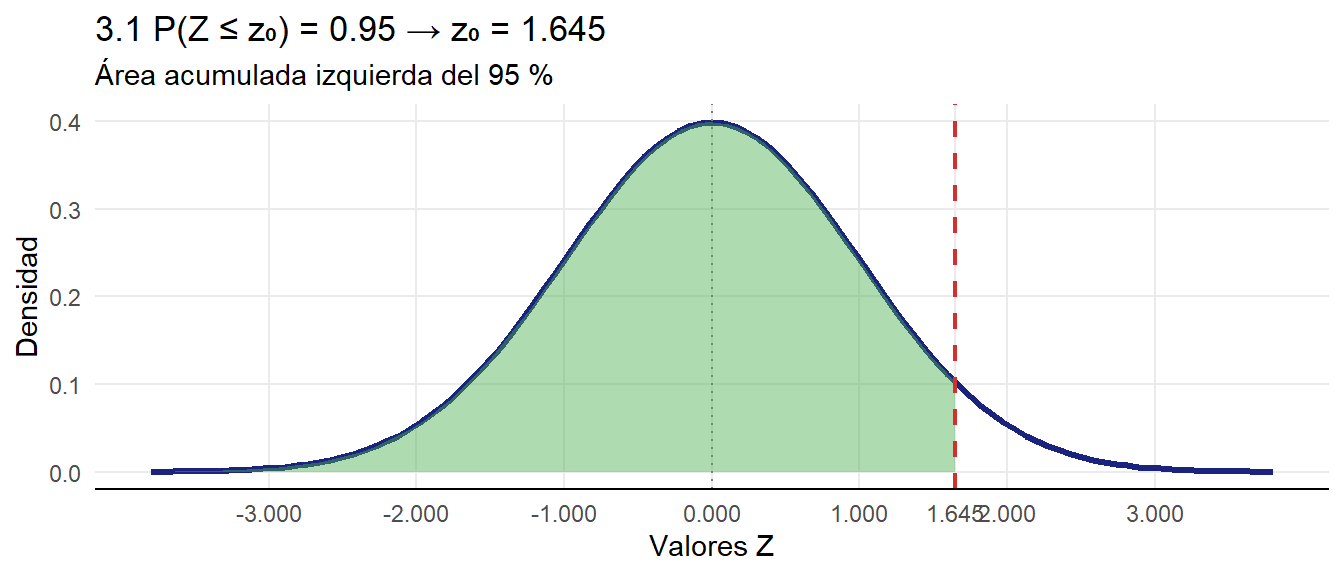 3.1 P(Z ≤ z₀) = 0.95 → z₀ = 1.645
Área acumulada izquierda del 95 %
0.4
0.3
0.2
0.1
0.0
Densidad
-3.000 -2.000 -1.000 0.000 1.000 1.645 2.000 3.000
Valores Z